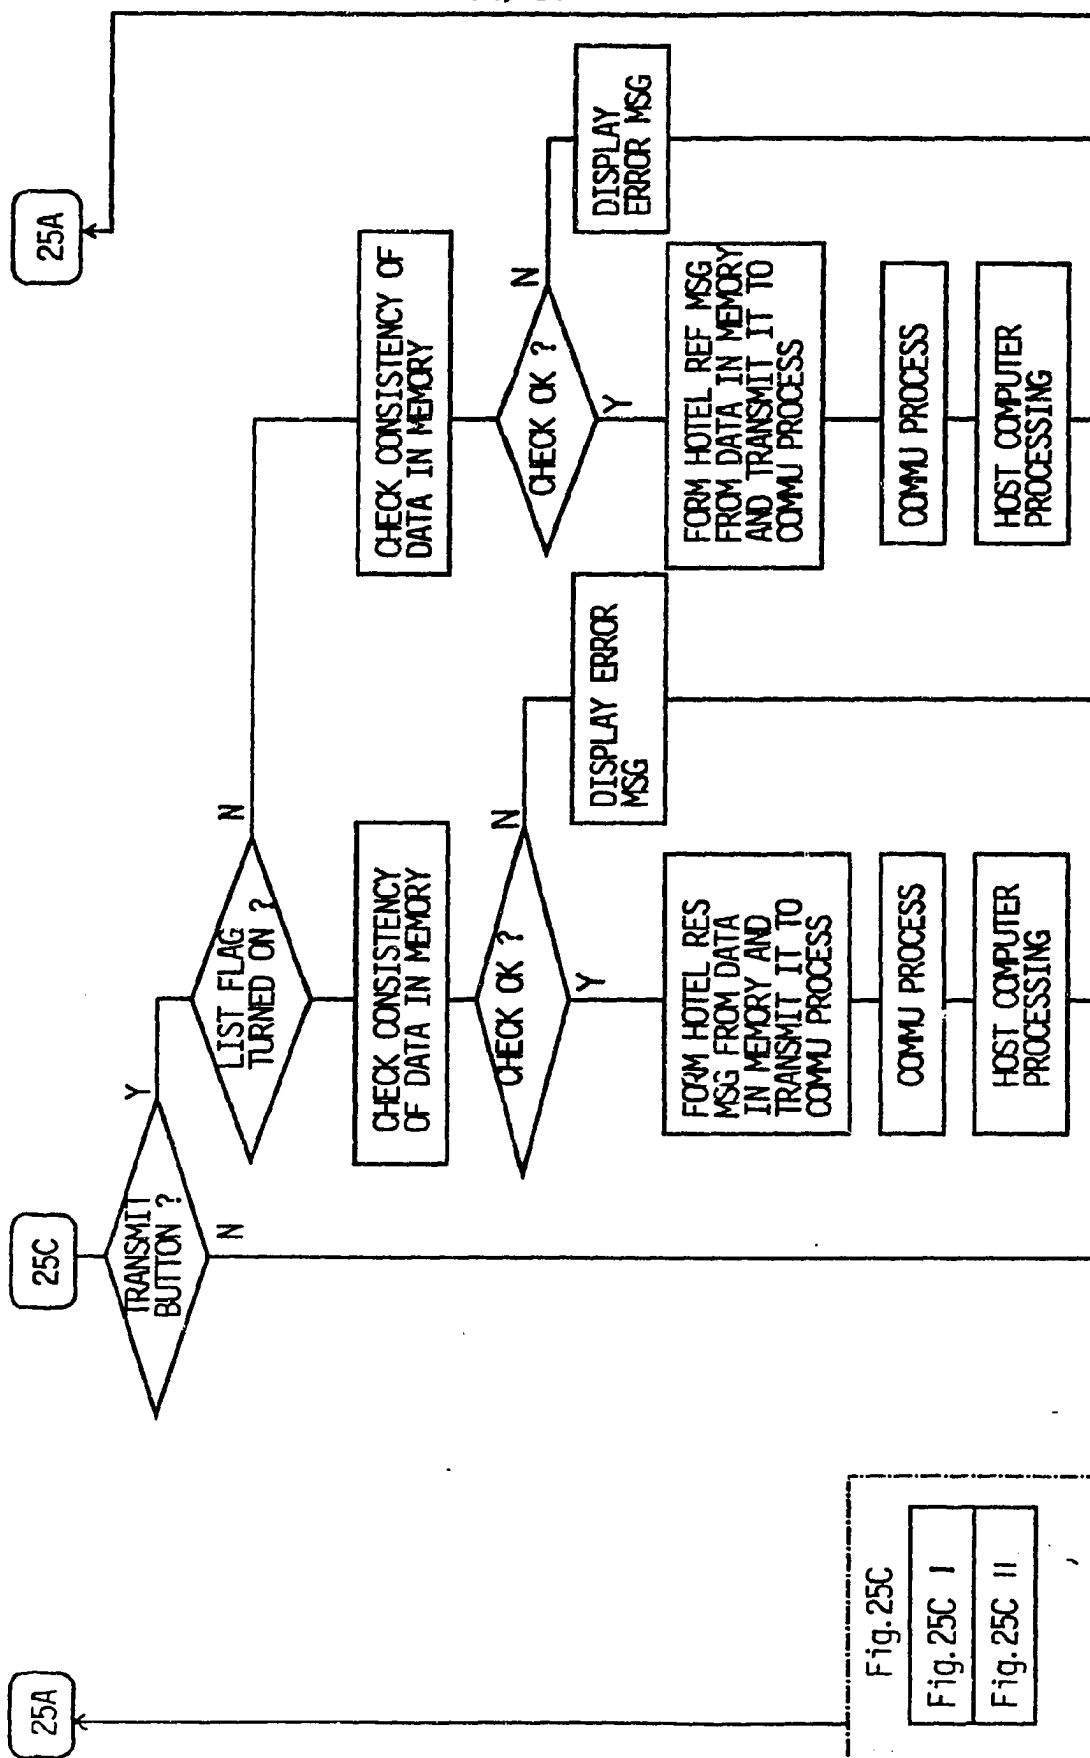 25A
25C
25A
TRANSMIT
BUTTON ?
Y
N
LIST FLAG
TURNED ON ?
N
CHECK CONSISTENCY
OF DATA IN MEMORY
CHECK CONSISTENCY OF
DATA IN MEMORY
CHECK OK ?
N
Y
CHECK OK ?
N
Y
DISPLAY ERROR
MSG
DISPLAY
ERROR MSG
FORM HOTEL RES
MSG FROM DATA
IN MEMORY AND
TRANSMIT IT TO
COMMU PROCESS
FORM HOTEL REF MSG
FROM DATA IN MEMORY
AND TRANSMIT IT TO
COMMU PROCESS
COMMU PROCESS
COMMU PROCESS
HOST COMPUTER
PROCESSING
HOST COMPUTER
PROCESSING
Fig.25C
Fig.25C I
Fig.25C II